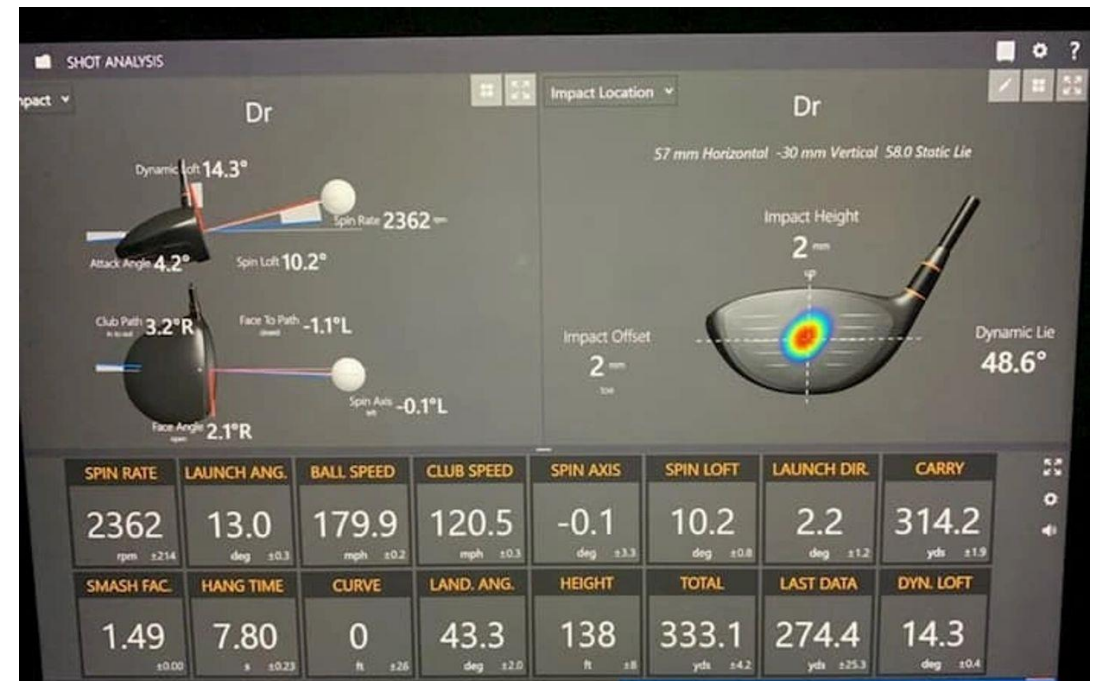 SHOT ANALYSIS
?
Impact Location
Dr
Dr
57 mm Horizontal -30 mm Vertical 58.0 Static Lie
Dynamic Loft 14.3°
Spin Rate 2362 rpm
Attack Angle 4.2°
Spin Loft 10.2°
Club Path 3.2°R
in to out
Face To Path -1.1°L
closed
Spin Axis -0.1°L
left
Face Angle 2.1°R
open
Impact Height
2 mm
up
Impact Offset
2 mm
toe
Dynamic Lie
48.6°
SPIN RATE LAUNCH ANG. BALL SPEED CLUB SPEED SPIN AXIS SPIN LOFT LAUNCH DIR. CARRY
2362 13.0 179.9 120.5 -0.1 10.2 2.2 314.2
rpm ±214 deg ±0.3 mph ±0.2 mph ±0.3 deg ±3.3 deg ±0.8 deg ±1.2 yds ±1.9
SMASH FAC. HANG TIME CURVE LAND. ANG. HEIGHT TOTAL LAST DATA DYN. LOFT
1.49 7.80 0 43.3 138 333.1 274.4 14.3
±0.00 s ±0.23 ft ±26 deg ±2.0 ft ±8 yds ±4.2 yds ±25.3 deg ±0.4